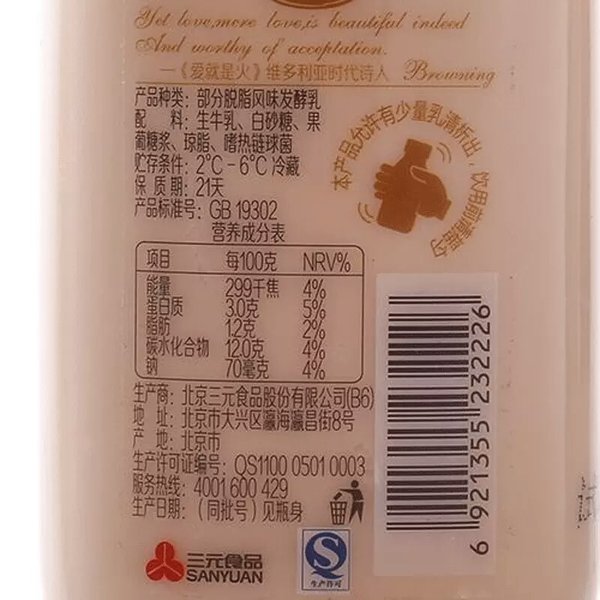 Yet love, mere love, is beautiful indeed
And worthy of acceptation.
—《爱就是火》维多利亚时代诗人 Browning
产品种类：部分脱脂风味发酵乳
配 料：生牛乳、白砂糖、果
葡糖浆、琼脂、嗜热链球菌
贮存条件：2℃-6℃ 冷藏
保 质 期：21天
产品标准号：GB 19302
本产品允许有少量乳清析出，饮用前请摇匀
营养成分表
项目 每100克 NRV%
能量 299千焦 4%
蛋白质 3.0克 5%
脂肪 1.2克 2%
碳水化合物 12.0克 4%
钠 70毫克 4%
生产商：北京三元食品股份有限公司(B6)
地 址：北京市大兴区瀛海瀛昌街8号
产 地：北京市
生产许可证编号：QS1100 0501 0003
服务热线：4001 600 429
生产日期：（同批号）见瓶身
6 921355 232226
三元食品
SANYUAN
S
生产许可